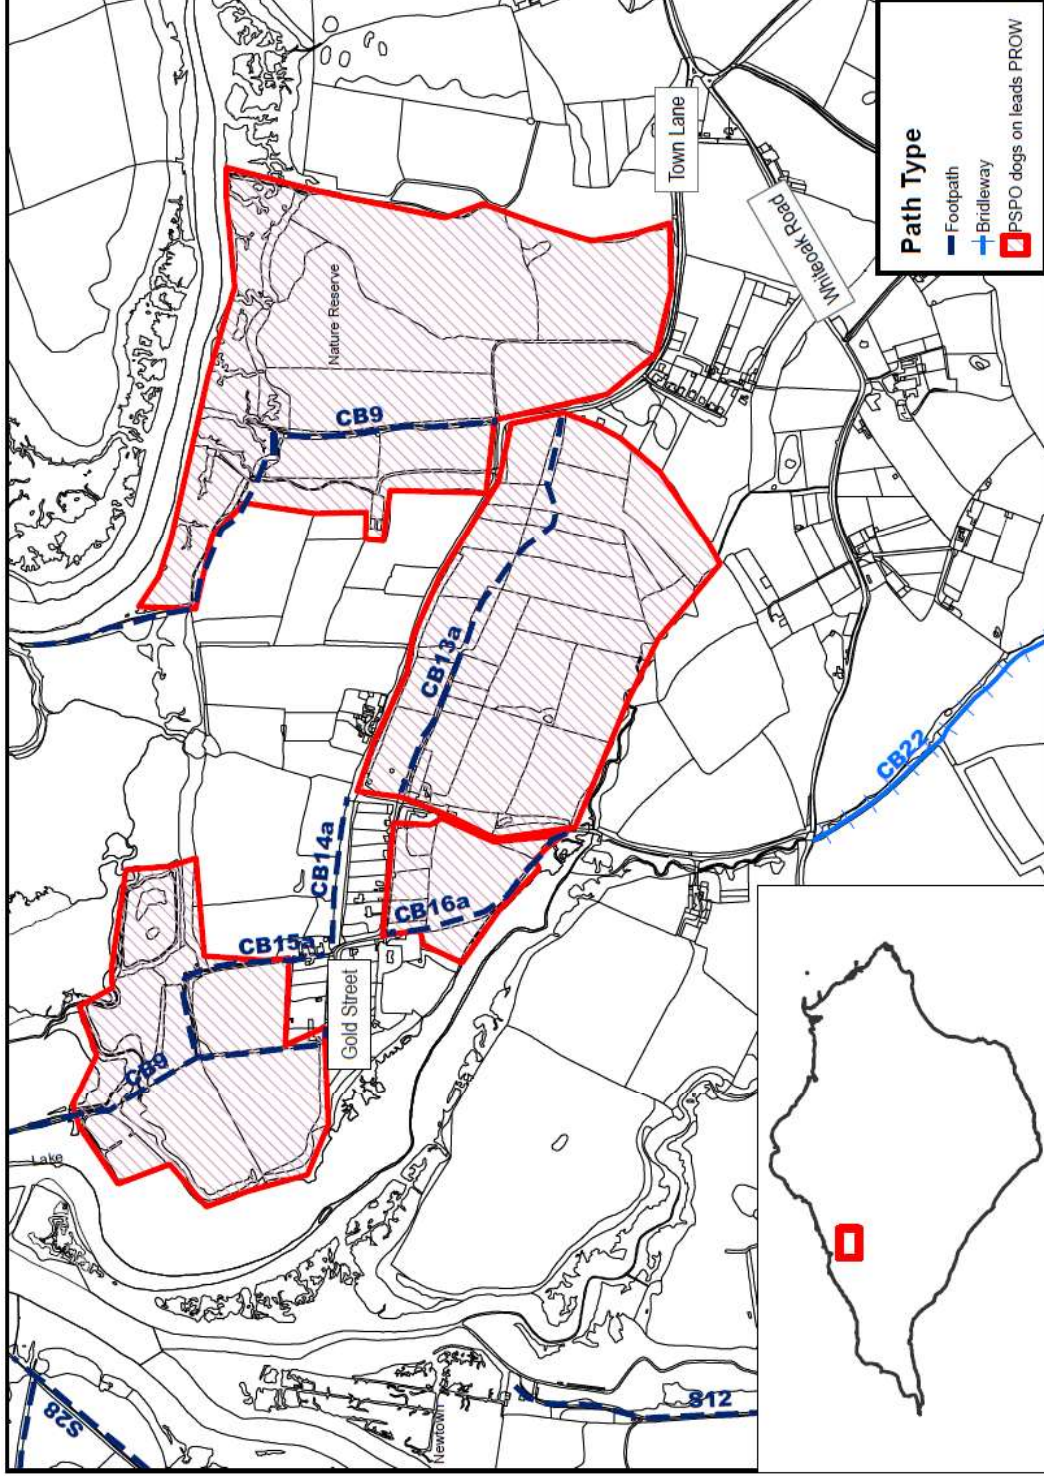 S28
Lake
CB9
Newtown
CB15a
Gold Street
CB14a
CB9
Nature Reserve
CB13a
CB16a
S12
Town Lane
Whiteoak Road
CB22
Path Type
Footpath
Bridleway
PSPO dogs on leads PROW